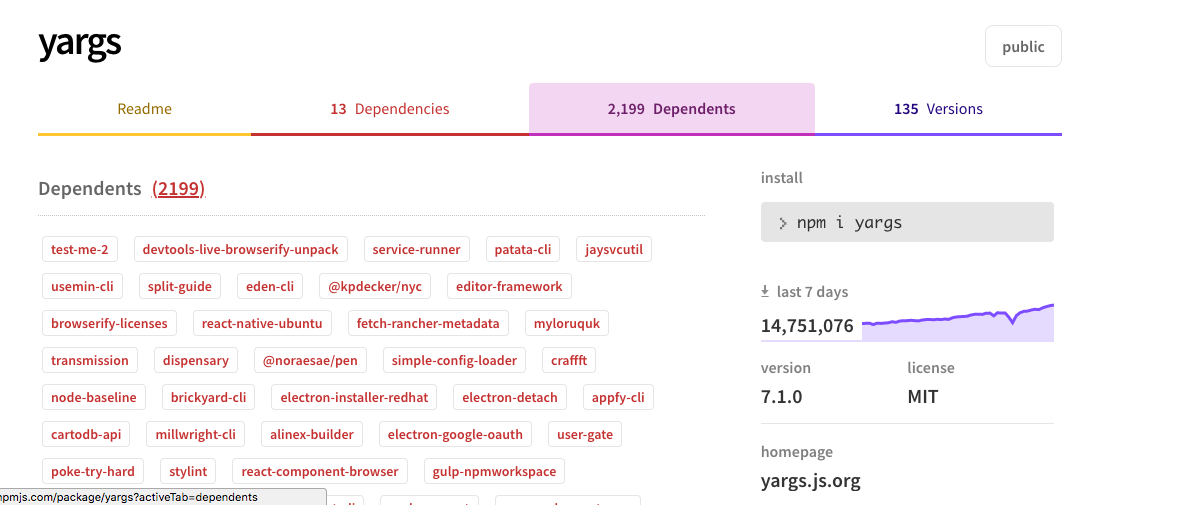 yargs
public
Readme
13 Dependencies
2,199 Dependents
135 Versions
Dependents (2199)
test-me-2 devtools-live-browserify-unpack service-runner patata-cli jaysvcutil
usemin-cli split-guide eden-cli @kpdecker/nyc editor-framework
browserify-licenses react-native-ubuntu fetch-rancher-metadata myloruquk
transmission dispensary @noraesae/pen simple-config-loader craffft
node-baseline brickyard-cli electron-installer-redhat electron-detach appfy-cli
cartodb-api millwright-cli alinex-builder electron-google-oauth user-gate
poke-try-hard stylint react-component-browser gulp-npmworkspace
npmjs.com/package/yargs?activeTab=dependents
install
> npm i yargs
last 7 days
14,751,076
version license
7.1.0 MIT
homepage
yargs.js.org